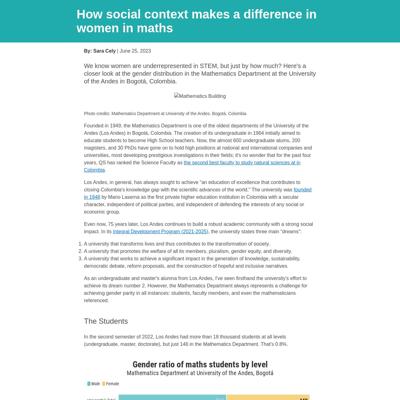 How social context makes a difference in
women in maths
By: Sara Cely | June 25, 2023
We know women are underrepresented in STEM, but just by how much? Here's a
closer look at the gender distribution in the Mathematics Department at the University
of the Andes in Bogotá, Colombia.
Mathematics Building
Photo credits: Mathematics Department at University of the Andes. Bogotá, Colombia
Founded in 1949, the Mathematics Department is one of the oldest departments of the University of the
Andes (Los Andes) in Bogotá, Colombia. The creation of its undergraduate in 1964 initially aimed to
educate students to become High School teachers. Now, the almost 600 undergraduate alums, 200
magisters, and 30 PhDs have gone on to hold high positions at national and international companies and
universities, most developing prestigious investigations in their fields; it's no wonder that for the past four
years, QS has ranked the Science Faculty as the second best faculty to study natural sciences at in
Colombia.
Los Andes, in general, has always sought to achieve "an education of excellence that contributes to
closing Colombia's knowledge gap with the scientific advances of the world." The university was founded
in 1948 by Mario Laserna as the first private higher education institution in Colombia with a secular
character, independent of political parties, and independent of defending the interests of any social or
economic group.
Even now, 75 years later, Los Andes continues to build a robust academic community with a strong social
impact. In its Integral Development Program (2021-2025), the university states three main "dreams":
1. A university that transforms lives and thus contributes to the transformation of society.
2. A university that promotes the welfare of all its members, pluralism, gender equity, and diversity.
3. A university that seeks to achieve a significant impact in the generation of knowledge, sustainability,
democratic debate, reform proposals, and the construction of hopeful and inclusive narratives.
As an undergraduate and master's alumna from Los Andes, I've seen firsthand the university's effort to
achieve its dream number 2. However, the Mathematics Department always represents a challenge for
achieving gender parity in all instances: students, faculty members, and even the mathematicians
referenced.
The Students
In the second semester of 2022, Los Andes had more than 18 thousand students at all levels
(undergraduate, master, doctorate), but just 148 in the Mathematics Department. That's 0.8%.
Gender ratio of maths students by level
Mathematics Department at University of the Andes, Bogotá
Male Female